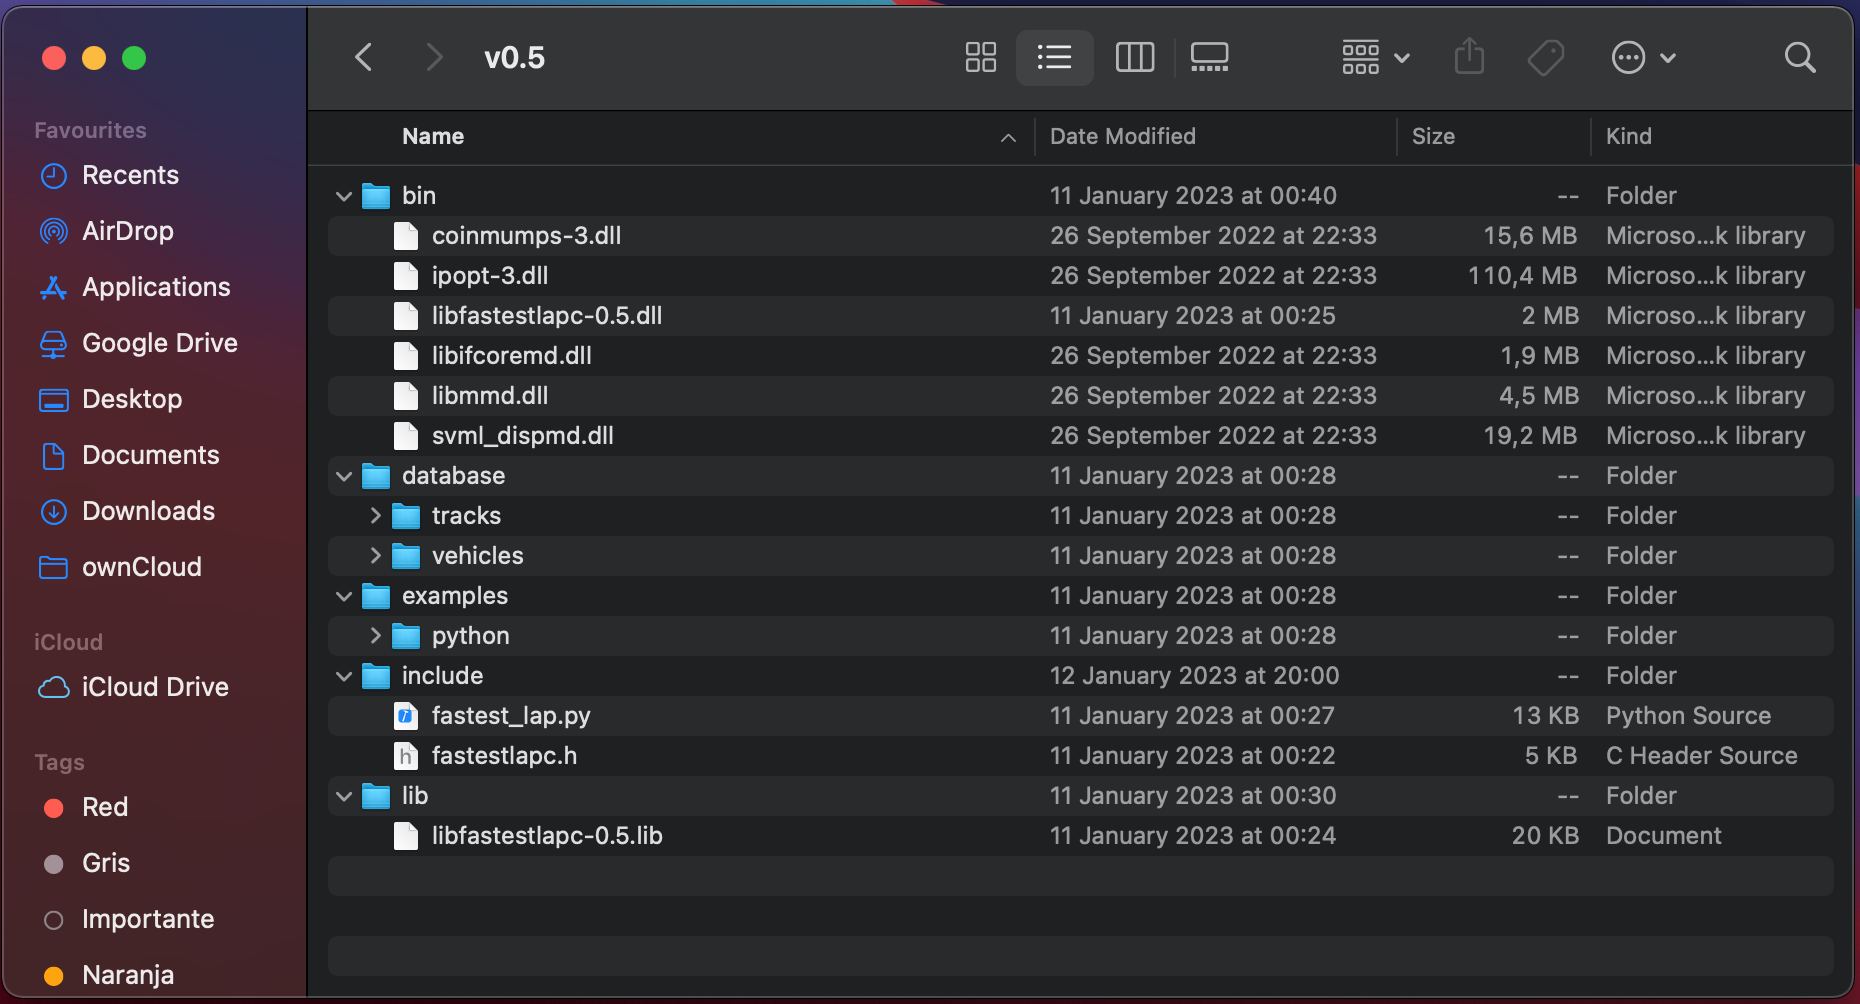 v0.5
Favourites
Recents
AirDrop
Applications
Google Drive
Desktop
Documents
Downloads
ownCloud
iCloud
iCloud Drive
Tags
Red
Gris
Importante
Naranja
Name Date Modified Size Kind
bin 11 January 2023 at 00:40 -- Folder
coinmumps-3.dll 26 September 2022 at 22:33 15,6 MB Microso...k library
ipopt-3.dll 26 September 2022 at 22:33 110,4 MB Microso...k library
libfastestlapc-0.5.dll 11 January 2023 at 00:25 2 MB Microso...k library
libifcoremd.dll 26 September 2022 at 22:33 1,9 MB Microso...k library
libmmd.dll 26 September 2022 at 22:33 4,5 MB Microso...k library
svml_dispmd.dll 26 September 2022 at 22:33 19,2 MB Microso...k library
database 11 January 2023 at 00:28 -- Folder
tracks 11 January 2023 at 00:28 -- Folder
vehicles 11 January 2023 at 00:28 -- Folder
examples 11 January 2023 at 00:28 -- Folder
python 11 January 2023 at 00:28 -- Folder
include 12 January 2023 at 20:00 -- Folder
fastest_lap.py 11 January 2023 at 00:27 13 KB Python Source
h fastestlapc.h 11 January 2023 at 00:22 5 KB C Header Source
lib 11 January 2023 at 00:30 -- Folder
libfastestlapc-0.5.lib 11 January 2023 at 00:24 20 KB Document